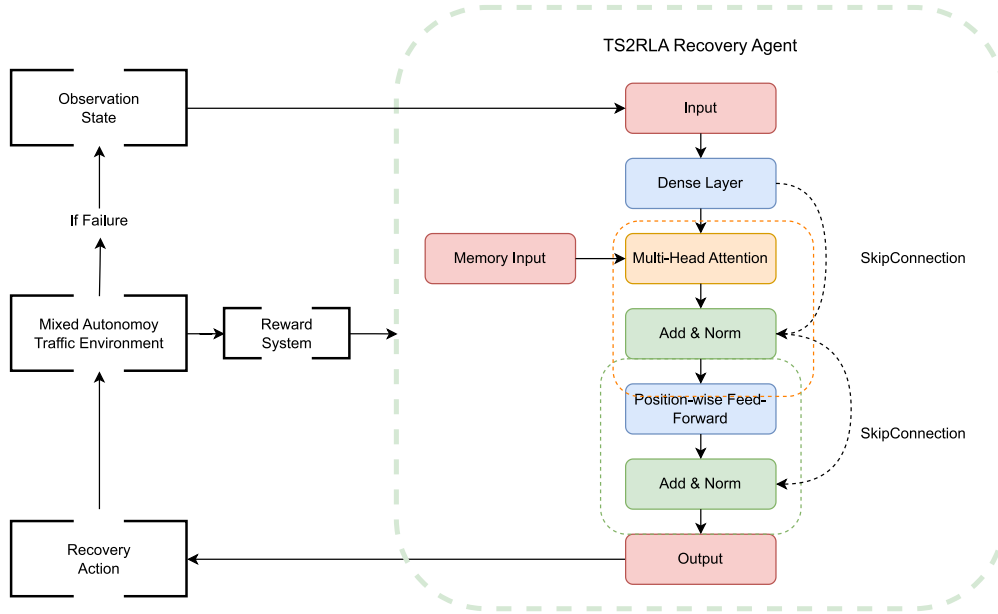 TS2RLA Recovery Agent
Observation
State
Input
Dense Layer
If Failure
Memory Input
Multi-Head Attention
SkipConnection
Mixed Autonomoy
Traffic Environment
Reward
System
Add & Norm
Position-wise Feed-
Forward
SkipConnection
Add & Norm
Recovery
Action
Output